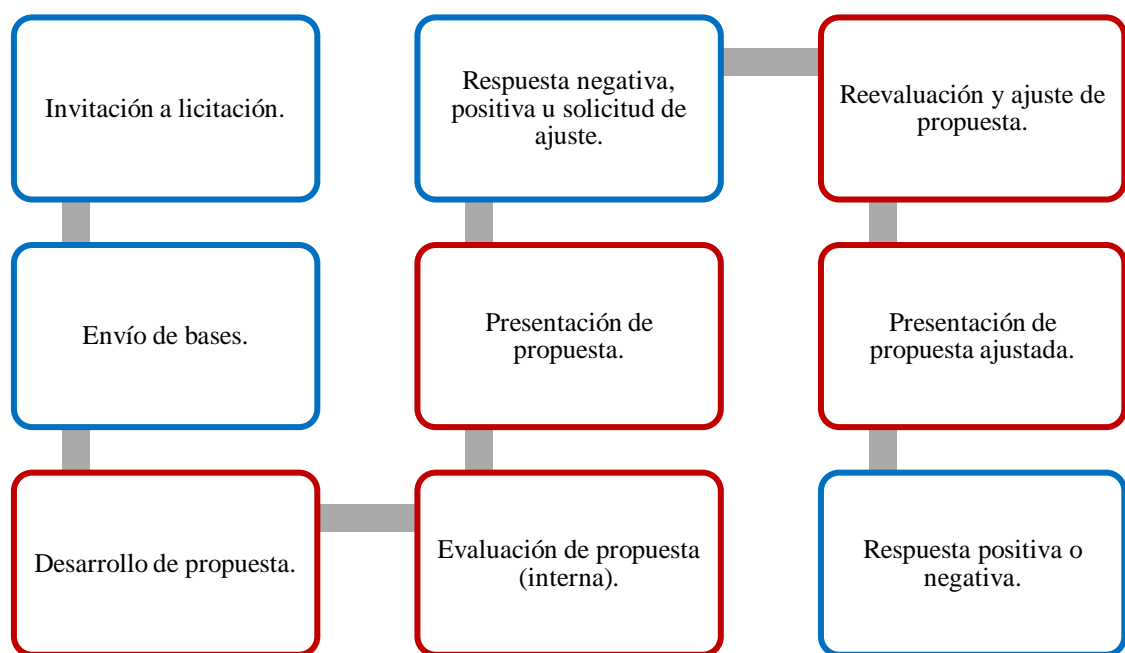 Invitación a licitación.
Envío de bases.
Desarrollo de propuesta.
Evaluación de propuesta
(interna).
Presentación de
propuesta.
Respuesta negativa,
positiva u solicitud de
ajuste.
Reevaluación y ajuste de
propuesta.
Presentación de
propuesta ajustada.
Respuesta positiva o
negativa.